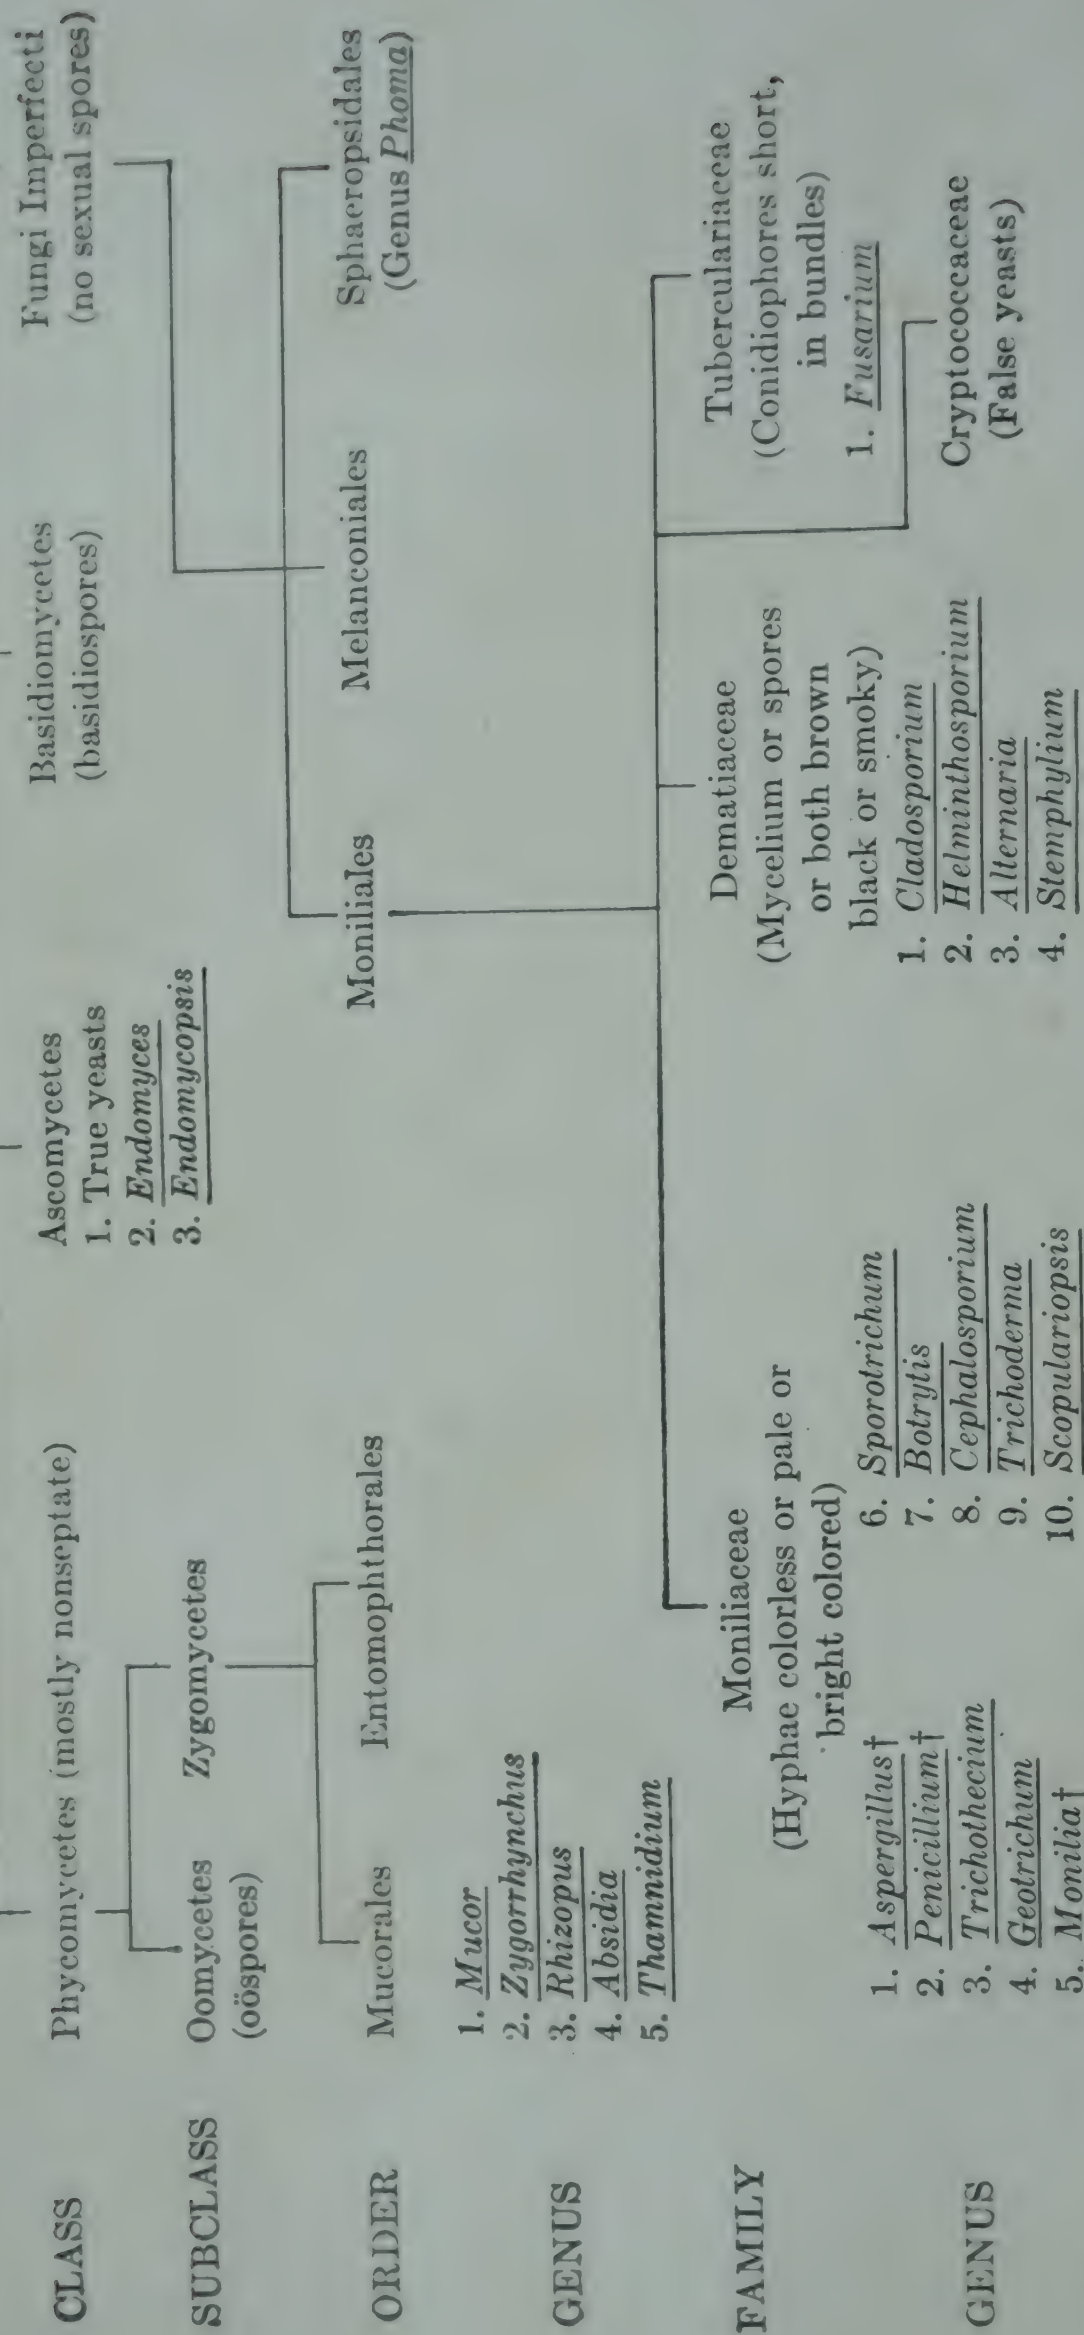 CLASS
Phycomycetes (mostly nonseptate)
Ascomycetes
1. True yeasts
2. Endomyces
3. Endomycopsis
Basidiomycetes
(basidiospores)
Fungi Imperfecti
(no sexual spores)
SUBCLASS
Oomycetes
(oöspores)
Zygomycetes
ORDER
Mucorales
Entomophthorales
Moniliales
Melanconiales
Sphaeropsidales
(Genus Phoma)
GENUS
1. Mucor
2. Zygorrhynchus
3. Rhizopus
4. Absidia
5. Thamnidium
FAMILY
Moniliaceae
(Hyphae colorless or pale or
bright colored)
Dematiaceae
(Mycelium or spores
or both brown
black or smoky)
Tuberculariaceae
(Conidiophores short,
in bundles)
1. Fusarium
Cryptococcaceae
(False yeasts)
GENUS
1. Aspergillus†
2. Penicillium†
3. Trichothecium
4. Geotrichum
5. Monilia†
6. Sporotrichum
7. Botrytis
8. Cephalosporium
9. Trichoderma
10. Scopulariopsis
1. Cladosporium
2. Helminthosporium
3. Alternaria
4. Stemphylium